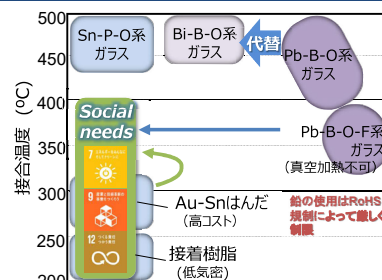 500
450
400
350
300
250
200
接合温度 (℃)
Sn-P-O系
ガラス
Bi-B-O系
ガラス
代替
Pb-B-O系
ガラス
Social
needs
Pb-B-O-F系
ガラス
(真空加熱不可)
7
9
12
Au-Snはんだ
(高コスト)
鉛の使用はRoHS
規制によって厳しく
制限
接着樹脂
(低気密)